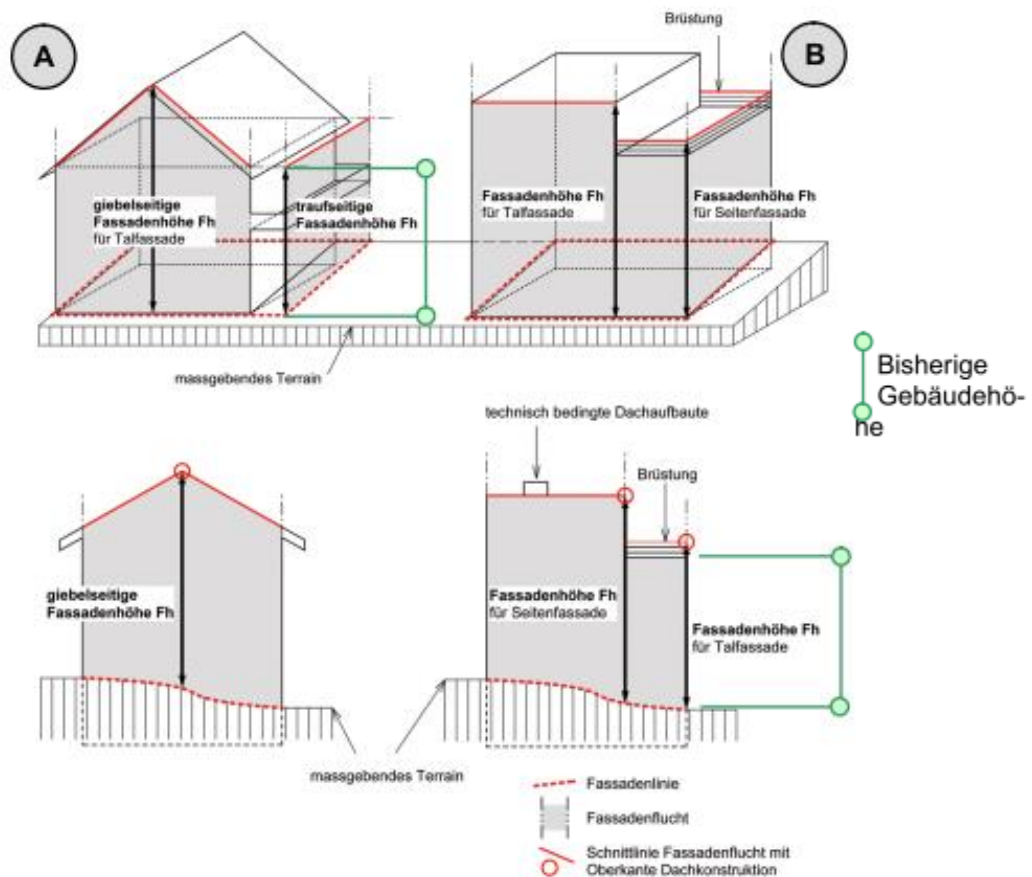 A
Brüstung
B
giebelseitige
Fassadenhöhe Fh
für Talfassade
traufseitige
Fassadenhöhe Fh
Fassadenhöhe Fh
für Talfassade
Fassadenhöhe Fh
für Seitenfassade
massgebendes Terrain
Bisherige
Gebäudehö-
he
technisch bedingte Dachaufbaute
Brüstung
giebelseitige
Fassadenhöhe Fh
Fassadenhöhe Fh
für Seitenfassade
Fassadenhöhe Fh
für Talfassade
massgebendes Terrain
Fassadenlinie
Fassadenflucht
Schnittlinie Fassadenflucht mit
Oberkante Dachkonstruktion